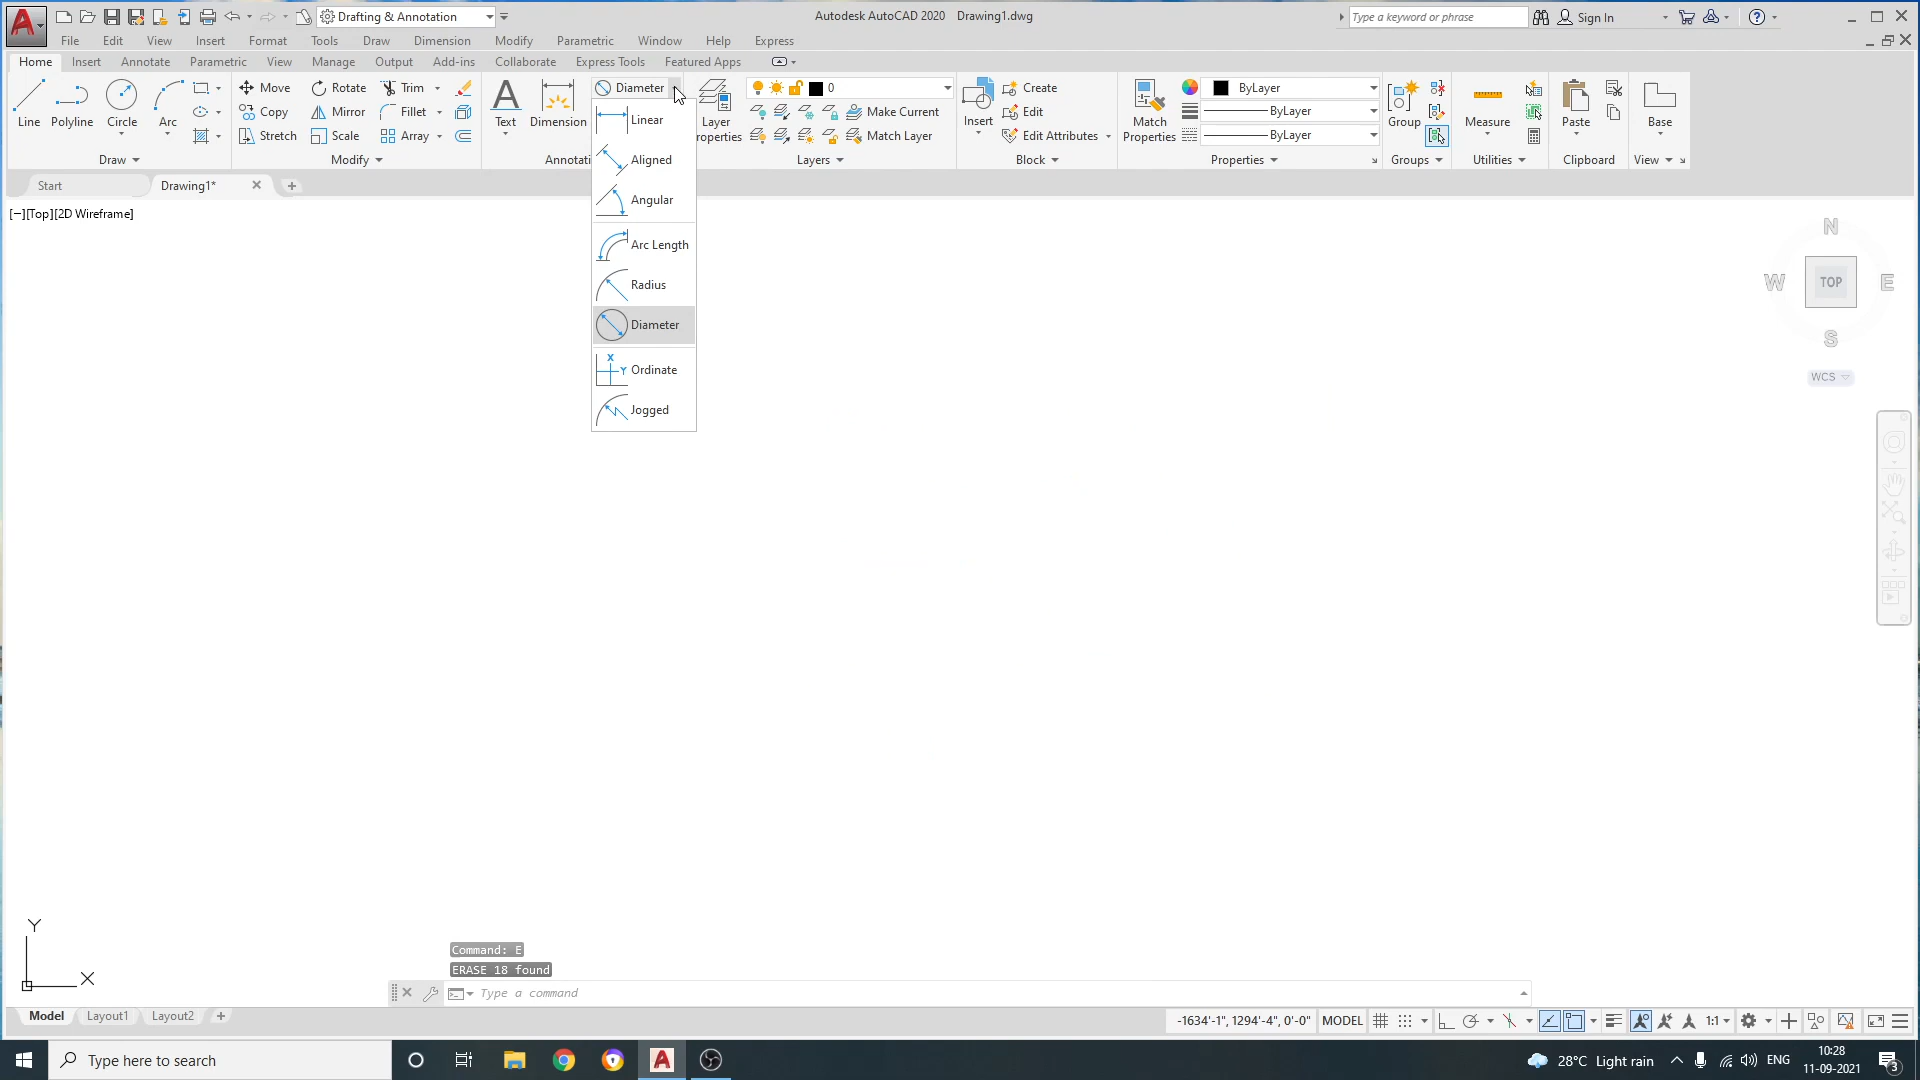 Drafting & Annotation
Autodesk AutoCAD 2020 Drawing1.dwg
Type a keyword or phrase
Sign In
File Edit View Insert Format Tools Draw Dimension Modify Parametric Window Help Express
Home Insert Annotate Parametric View Manage Output Add-ins Collaborate Express Tools Featured Apps
Line
Polyline
Circle
Arc
Draw
Move
Rotate
Trim
Copy
Mirror
Fillet
Stretch
Scale
Array
Modify
Text
Dimension
Diameter
Linear
Aligned
Angular
Arc Length
Radius
Diameter
X
Y
Ordinate
Jogged
Annotati
Layer
roperties
0
Make Current
Match Layer
Layers
Insert
Create
Edit
Edit Attributes
Block
Match
Properties
ByLayer
ByLayer
ByLayer
Properties
Group
Groups
Measure
Utilities
Paste
Clipboard
Base
View
Start
Drawing1*
[−][Top][2D Wireframe]
N
W
TOP
E
S
WCS
Y
X
Command: E
ERASE 18 found
Type a command
Model
Layout1
Layout2
-1634'-1", 1294'-4", 0'-0"
MODEL
1:1
Type here to search
28°C Light rain
ENG
10:28
11-09-2021
3